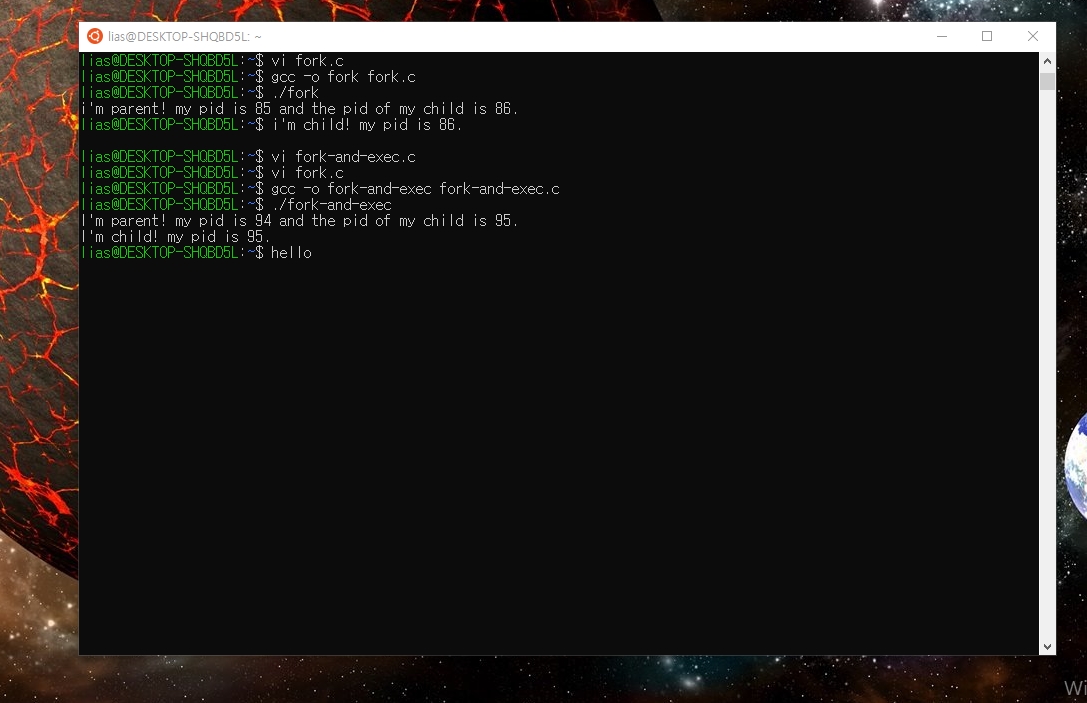 lias@DESKTOP-SHQBD5L: ~
lias@DESKTOP-SHQBD5L:~$ vi fork.c
lias@DESKTOP-SHQBD5L:~$ gcc -o fork fork.c
lias@DESKTOP-SHQBD5L:~$ ./fork
i'm parent! my pid is 85 and the pid of my child is 86.
lias@DESKTOP-SHQBD5L:~$ i'm child! my pid is 86.
lias@DESKTOP-SHQBD5L:~$ vi fork-and-exec.c
lias@DESKTOP-SHQBD5L:~$ vi fork.c
lias@DESKTOP-SHQBD5L:~$ gcc -o fork-and-exec fork-and-exec.c
lias@DESKTOP-SHQBD5L:~$ ./fork-and-exec
I'm parent! my pid is 94 and the pid of my child is 95.
I'm child! my pid is 95.
lias@DESKTOP-SHQBD5L:~$ hello
Wi